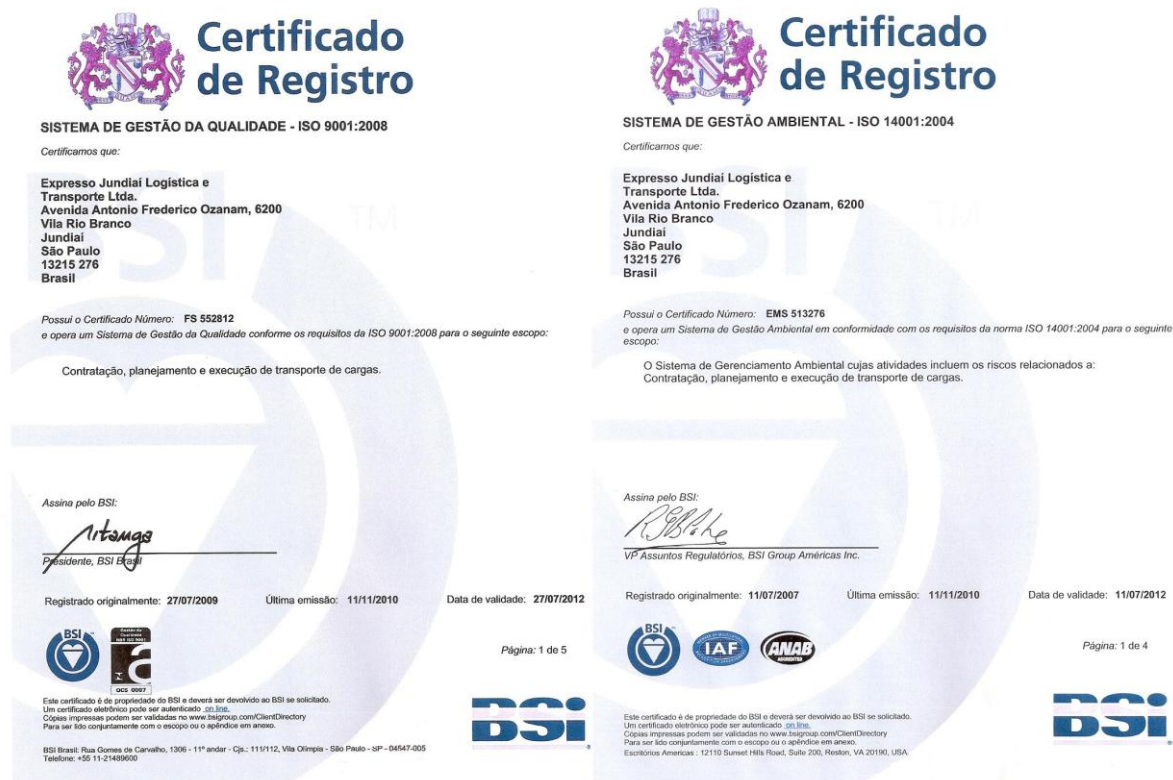 Certificado
de Registro
SISTEMA DE GESTÃO DA QUALIDADE - ISO 9001:2008
Certificamos que:
Expresso Jundiaí Logística e
Transporte Ltda.
Avenida Antonio Frederico Ozanam, 6200
Vila Rio Branco
Jundiaí
São Paulo
13215 276
Brasil
Possui o Certificado Número: FS 552812
e opera um Sistema de Gestão da Qualidade conforme os requisitos da ISO 9001:2008 para o seguinte escopo:
Contratação, planejamento e execução de transporte de cargas.
Assina pelo BSI:
Presidente, BSI Brasil
Registrado originalmente: 27/07/2009 Última emissão: 11/11/2010 Data de validade: 27/07/2012
BSI
Gestão da
Qualidade
NBR ISO 9001
OCS 0007
Página: 1 de 5
Este certificado é de propriedade do BSI e deverá ser devolvido ao BSI se solicitado.
Um certificado eletrônico pode ser autenticado on line.
Cópias impressas podem ser validadas no www.bsigroup.com/ClientDirectory
Para ser lido conjuntamente com o escopo ou o apêndice em anexo.
BSI
BSI Brasil: Rua Gomes de Carvalho, 1306 - 11º andar - Cjs.: 111/112, Vila Olímpia - São Paulo - SP - 04547-005
Telefone: +55 11-21489600
BSI
TM
Certificado
de Registro
SISTEMA DE GESTÃO AMBIENTAL - ISO 14001:2004
Certificamos que:
Expresso Jundiaí Logística e
Transporte Ltda.
Avenida Antonio Frederico Ozanam, 6200
Vila Rio Branco
Jundiaí
São Paulo
13215 276
Brasil
Possui o Certificado Número: EMS 513276
e opera um Sistema de Gestão Ambiental em conformidade com os requisitos da norma ISO 14001:2004 para o seguinte
escopo:
O Sistema de Gerenciamento Ambiental cujas atividades incluem os riscos relacionados a:
Contratação, planejamento e execução de transporte de cargas.
Assina pelo BSI:
VP Assuntos Regulatórios, BSI Group Américas Inc.
Registrado originalmente: 11/07/2007 Última emissão: 11/11/2010 Data de validade: 11/07/2012
BSI
IAF
ANAB
ACCREDITED
Página: 1 de 4
Este certificado é de propriedade do BSI e deverá ser devolvido ao BSI se solicitado.
Um certificado eletrônico pode ser autenticado on line.
Cópias impressas podem ser validadas no www.bsigroup.com/ClientDirectory
Para ser lido conjuntamente com o escopo ou o apêndice em anexo.
Escritórios Americas : 12110 Sunset Hills Road, Suite 200, Reston, VA 20190, USA.
BSI
BSI
TM